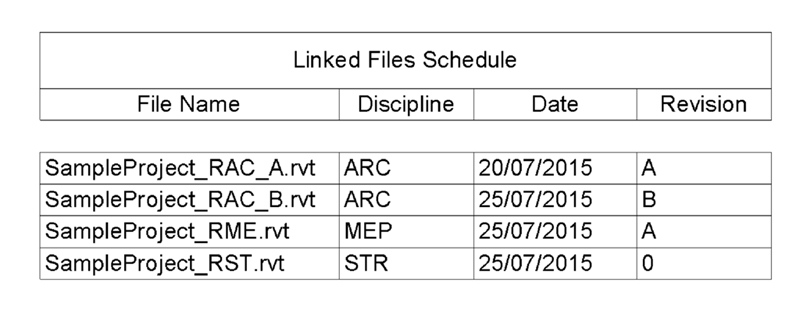 Linked Files Schedule
File Name Discipline Date Revision
SampleProject_RAC_A.rvt ARC 20/07/2015 A
SampleProject_RAC_B.rvt ARC 25/07/2015 B
SampleProject_RME.rvt MEP 25/07/2015 A
SampleProject_RST.rvt STR 25/07/2015 0